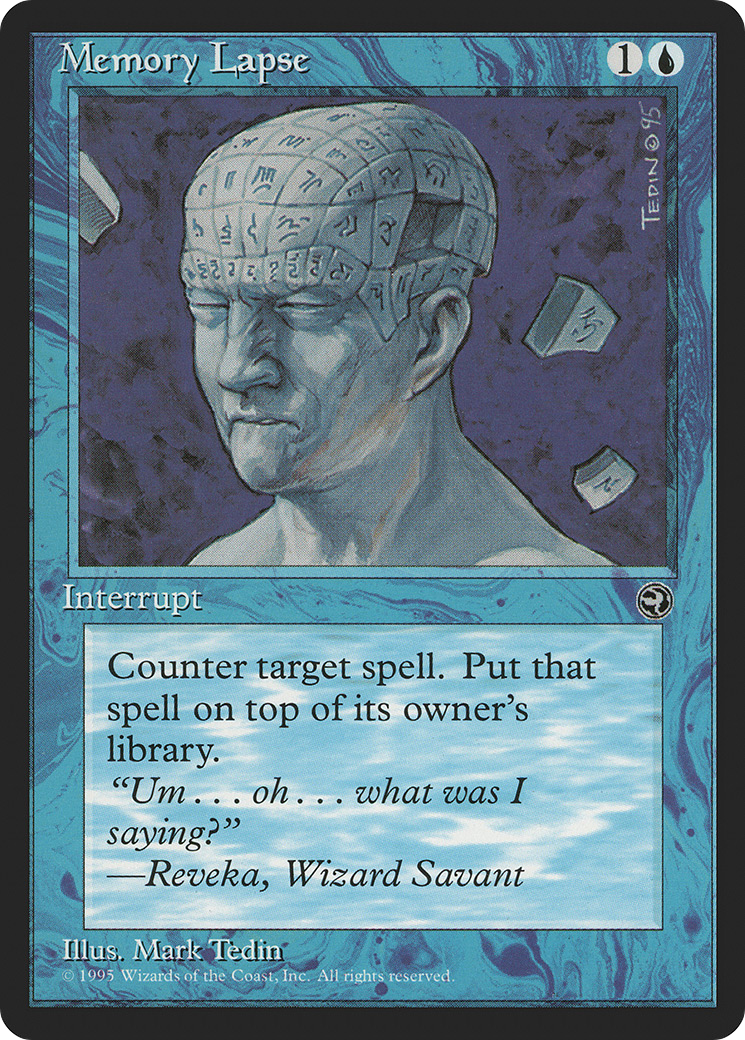 Memory Lapse 1
TEDIN © 95
Interrupt
Counter target spell. Put that
spell on top of its owner's
library.
"Um . . . oh . . . what was I
saying?"
—Reveka, Wizard Savant
Illus. Mark Tedin
© 1995 Wizards of the Coast, Inc. All rights reserved.